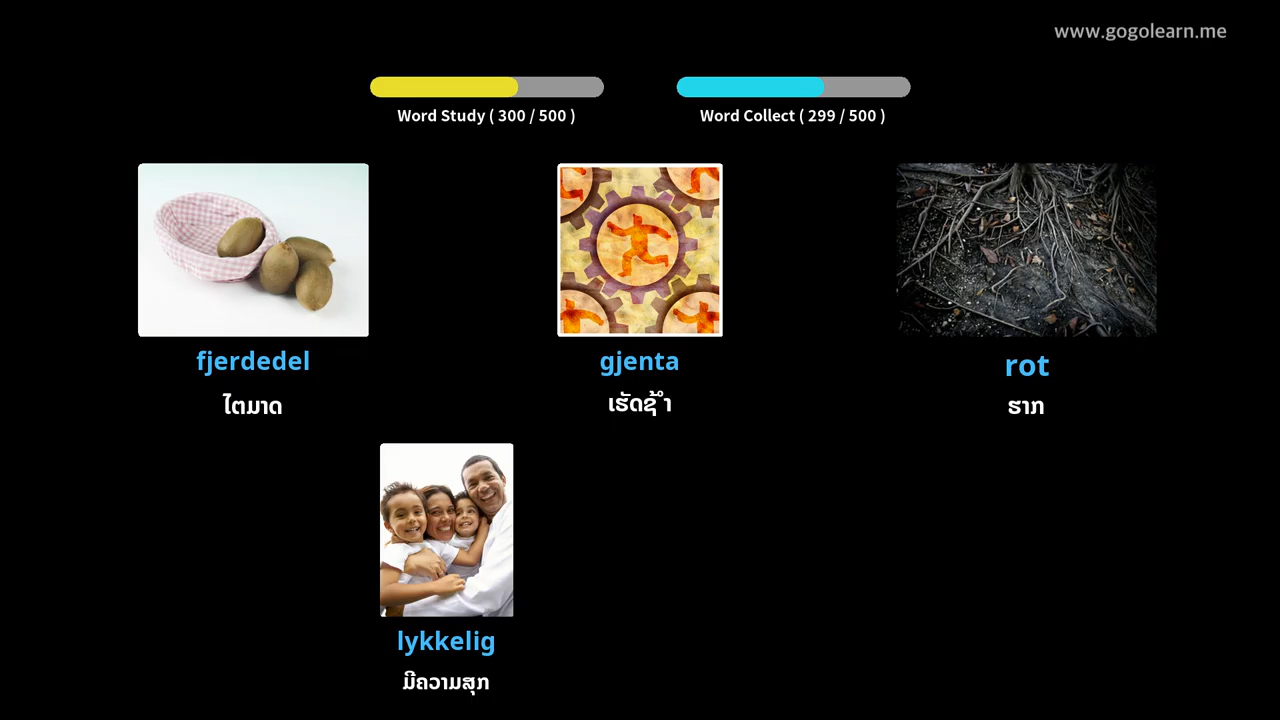 www.gogolearn.me
Word Study ( 300 / 500 )
Word Collect ( 299 / 500 )
fjerdedel
gjenta
rot
ໄຕມາດ
ເຮັດຊ້ຳ
ຮາກ
lykkelig
ມີຄວາມສຸກ